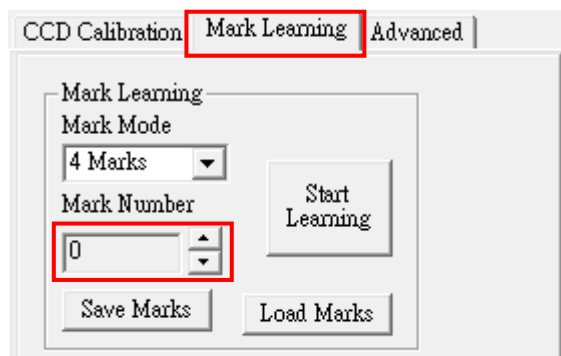 CCD Calibration Mark Learning Advanced
Mark Learning
Mark Mode
4 Marks
Mark Number
0
Start
Learning
Save Marks
Load Marks